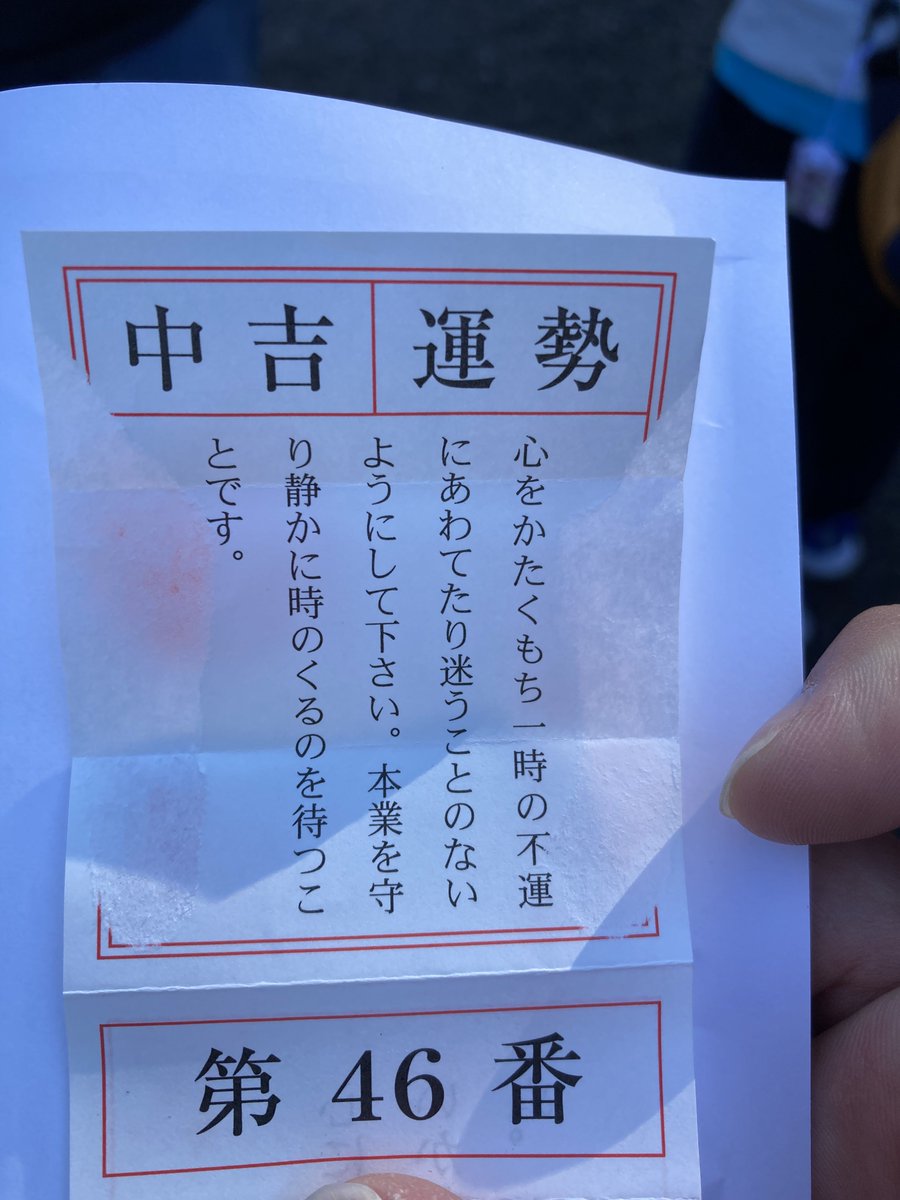 中吉 運勢
心をかたくもち一時の不運
にあわてたり迷うことのない
ようにして下さい。本業を守
り静かに時のくるのを待つこ
とです。
第46番